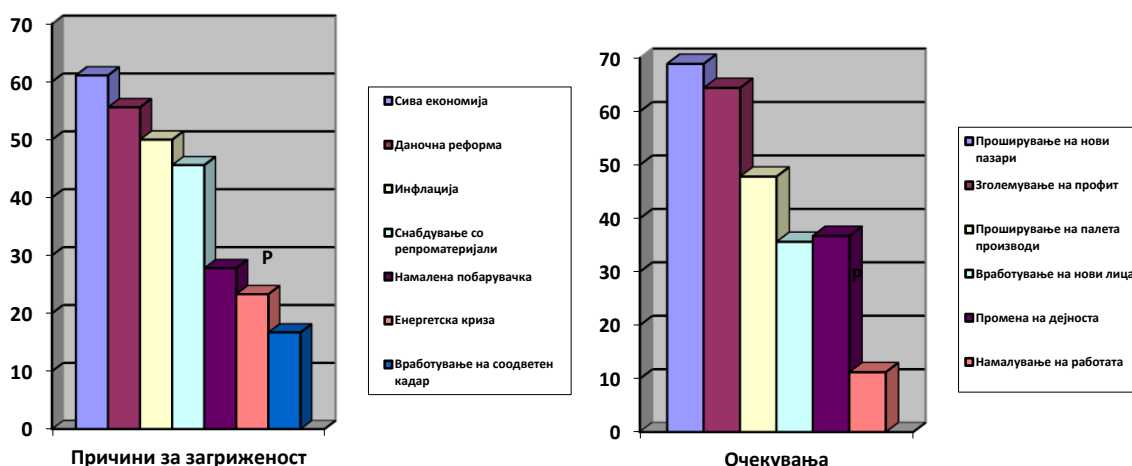 70
60
50
40
30
20
10
0
Р
Причини за загриженост
Сива економија
Даночна реформа
Инфлација
Снабдување со
репроматеријали
Намалена побарувачка
Енергетска криза
Вработување на соодветен
кадар
70
60
50
40
30
20
10
0
Р
Очекувања
Проширување на нови
пазари
Зголемување на профит
Проширување на палета
производи
Вработување на нови лица
Промена на дејноста
Намалување на работата